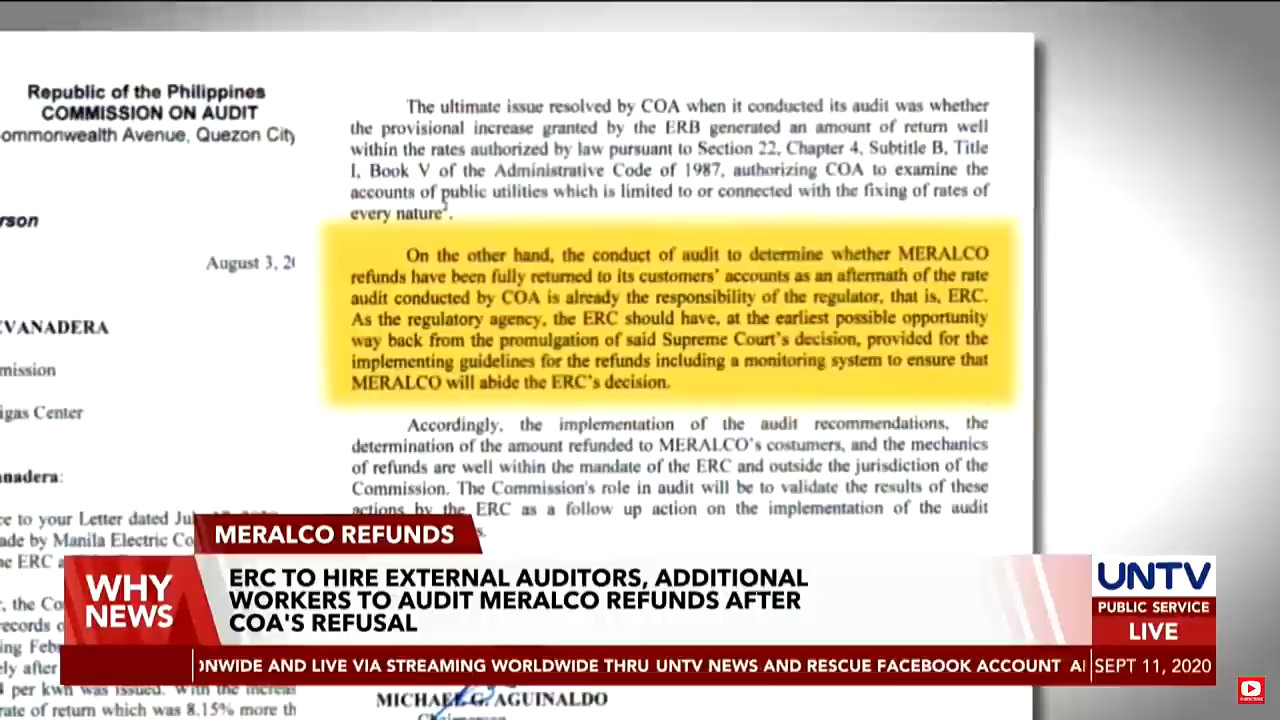 Republic of the Philippines
COMMISSION ON AUDIT
ommonwealth Avenue, Quezon City
rson
August 3, 20
EVANADERA
mission
igas Center
nadera:
ce to your Letter dated
ade by Manila Electric Co
he ERC a
, the Co
records o
ing Feb
ely after
per kwh was issued. With the increas
rate of return which was 8.15% more th
The ultimate issue resolved by COA when it conducted its audit was whether
the provisional increase granted by the ERB generated an amount of return well
within the rates authorized by law pursuant to Section 22, Chapter 4, Subtitle B, Title
I, Book V of the Administrative Code of 1987, authorizing COA to examine the
accounts of public utilities which is limited to or connected with the fixing of rates of
every nature².
On the other hand, the conduct of audit to determine whether MERALCO
refunds have been fully returned to its customers' accounts as an aftermath of the rate
audit conducted by COA is already the responsibility of the regulator, that is, ERC.
As the regulatory agency, the ERC should have, at the earliest possible opportunity
way back from the promulgation of said Supreme Court's decision, provided for the
implementing guidelines for the refunds including a monitoring system to ensure that
MERALCO will abide the ERC's decision.
Accordingly, the implementation of the audit recommendations, the
determination of the amount refunded to MERALCO's costumers, and the mechanics
of refunds are well within the mandate of the ERC and outside the jurisdiction of the
Commission. The Commission's role in audit will be to validate the results of these
actions by the ERC as a follow up action on the implementation of the audit
MICHAEL G. AGUINALDO
Chairperson
MERALCO REFUNDS
WHY
NEWS
ERC TO HIRE EXTERNAL AUDITORS, ADDITIONAL
WORKERS TO AUDIT MERALCO REFUNDS AFTER
COA'S REFUSAL
UNTV
PUBLIC SERVICE
LIVE
ONWIDE AND LIVE VIA STREAMING WORLDWIDE THRU UNTV NEWS AND RESCUE FACEBOOK ACCOUNT
SEPT 11, 2020
SUBSCRIBE